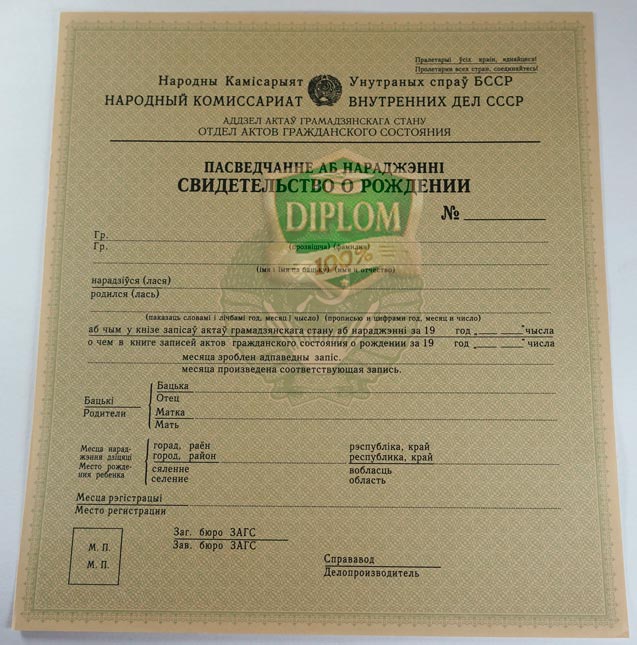 Пралетарыі ўсіх краін, яднайцеся!
Пролетарии всех стран, соединяйтесь!
Народны Камісарыят Унутраных спраў БССР
НАРОДНЫЙ КОМИССАРИАТ ВНУТРЕННИХ ДЕЛ СССР
АДДЗЕЛ АКТАЎ ГРАМАДЗЯНСКАГА СТАНУ
ОТДЕЛ АКТОВ ГРАЖДАНСКОГО СОСТОЯНИЯ
ПАСВЕДЧАННЕ АБ НАРАДЖЭННІ
СВИДЕТЕЛЬСТВО О РОЖДЕНИИ
DIPLOM
№
Гр.
Гр.
(прозвішча) (фамилия)
100%
(імя і імя па бацьку) (имя и отчество)
нарадзіўся (лася)
родился (лась)
(паказаць словамі і лічбамі год, месяц і чысло) (прописью и цифрами год, месяц и число)
аб чым у кнізе запісаў актаў грамадзянскага стану аб нараджэнні за 19 год чысла
о чем в книге записей актов гражданского состояния о рождении за 19 год числа
месяца зроблен адпаведны запіс.
месяца произведена соответствующая запись.
Бацькі
Родители
Бацька
Отец
Матка
Мать
Месца нарад-
жэння дзіцяці
Место рожде-
ния ребенка
горад, раён рэспубліка, край
город, район республика, край
сяленне вобласць
селение область
Месца рэгістрацыі
Место регистрации
М. П.
М. П.
Заг. бюро ЗАГС
Зав. бюро ЗАГС
Справавод
Делопроизводитель